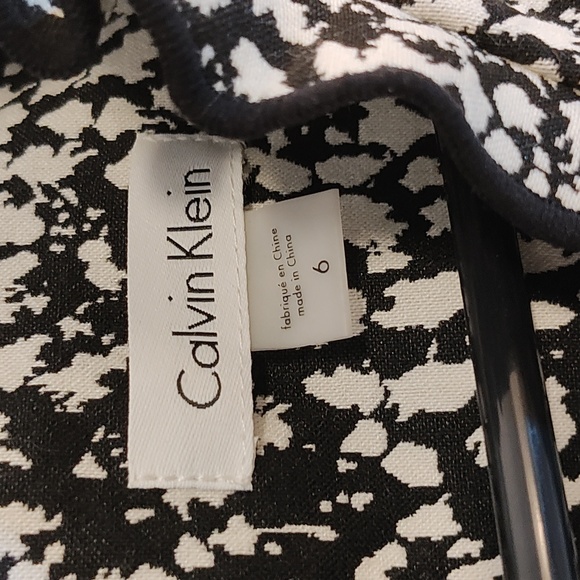 Calvin Klein
6
fabriqué en Chine
made in China